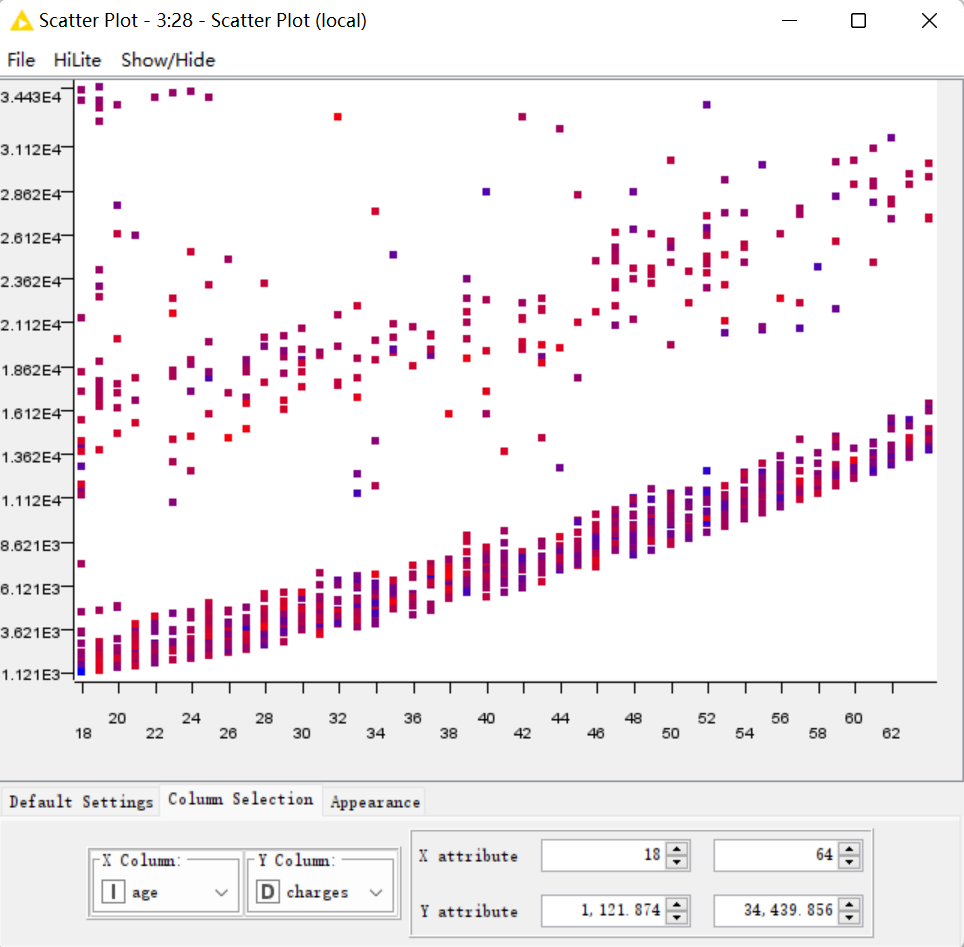 Scatter Plot - 3:28 - Scatter Plot (local)
File HiLite Show/Hide
3.443E4
3.112E4
2.862E4
2.612E4
2.362E4
2.112E4
1.862E4
1.612E4
1.362E4
1.112E4
8.621E3
6.121E3
3.621E3
1.121E3
20 24 28 32 36 40 44 48 52 56 60
18 22 26 30 34 38 42 46 50 54 58 62
Default Settings Column Selection Appearance
X Column: Y Column:
I age D charges
X attribute 18 64
Y attribute 1,121.874 34,439.856